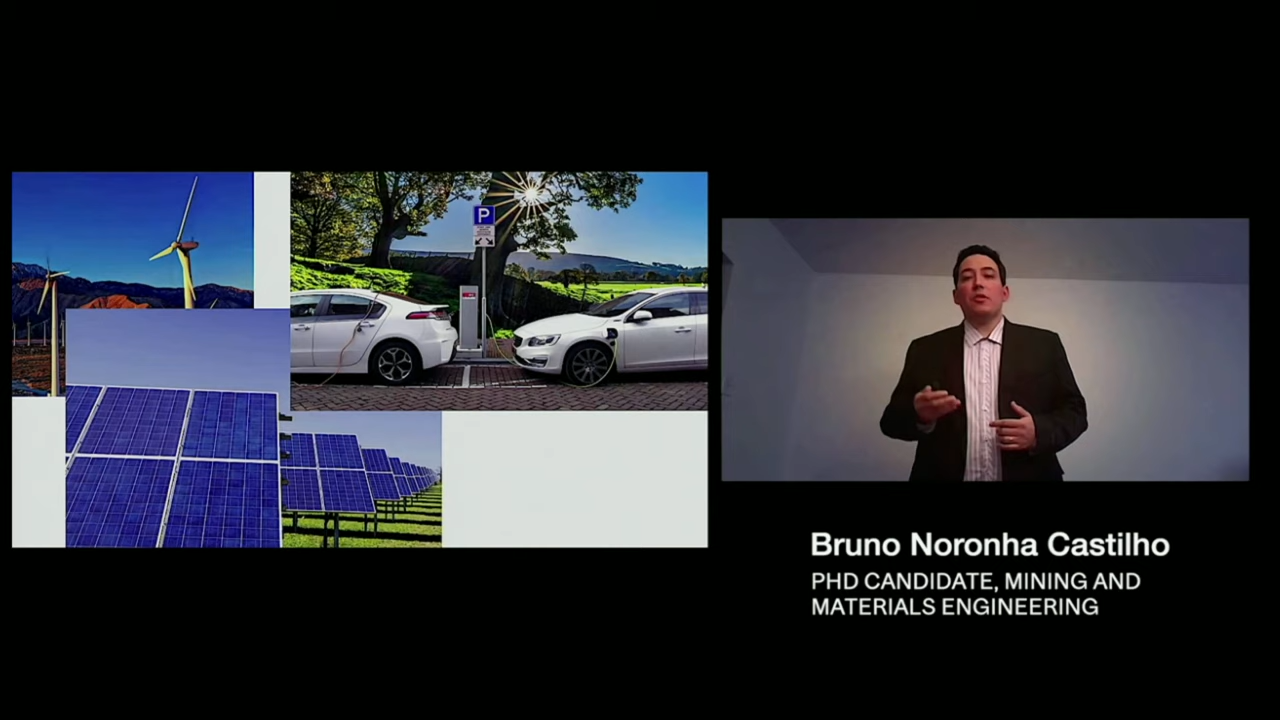 P
Bruno Noronha Castilho
PHD CANDIDATE, MINING AND
MATERIALS ENGINEERING